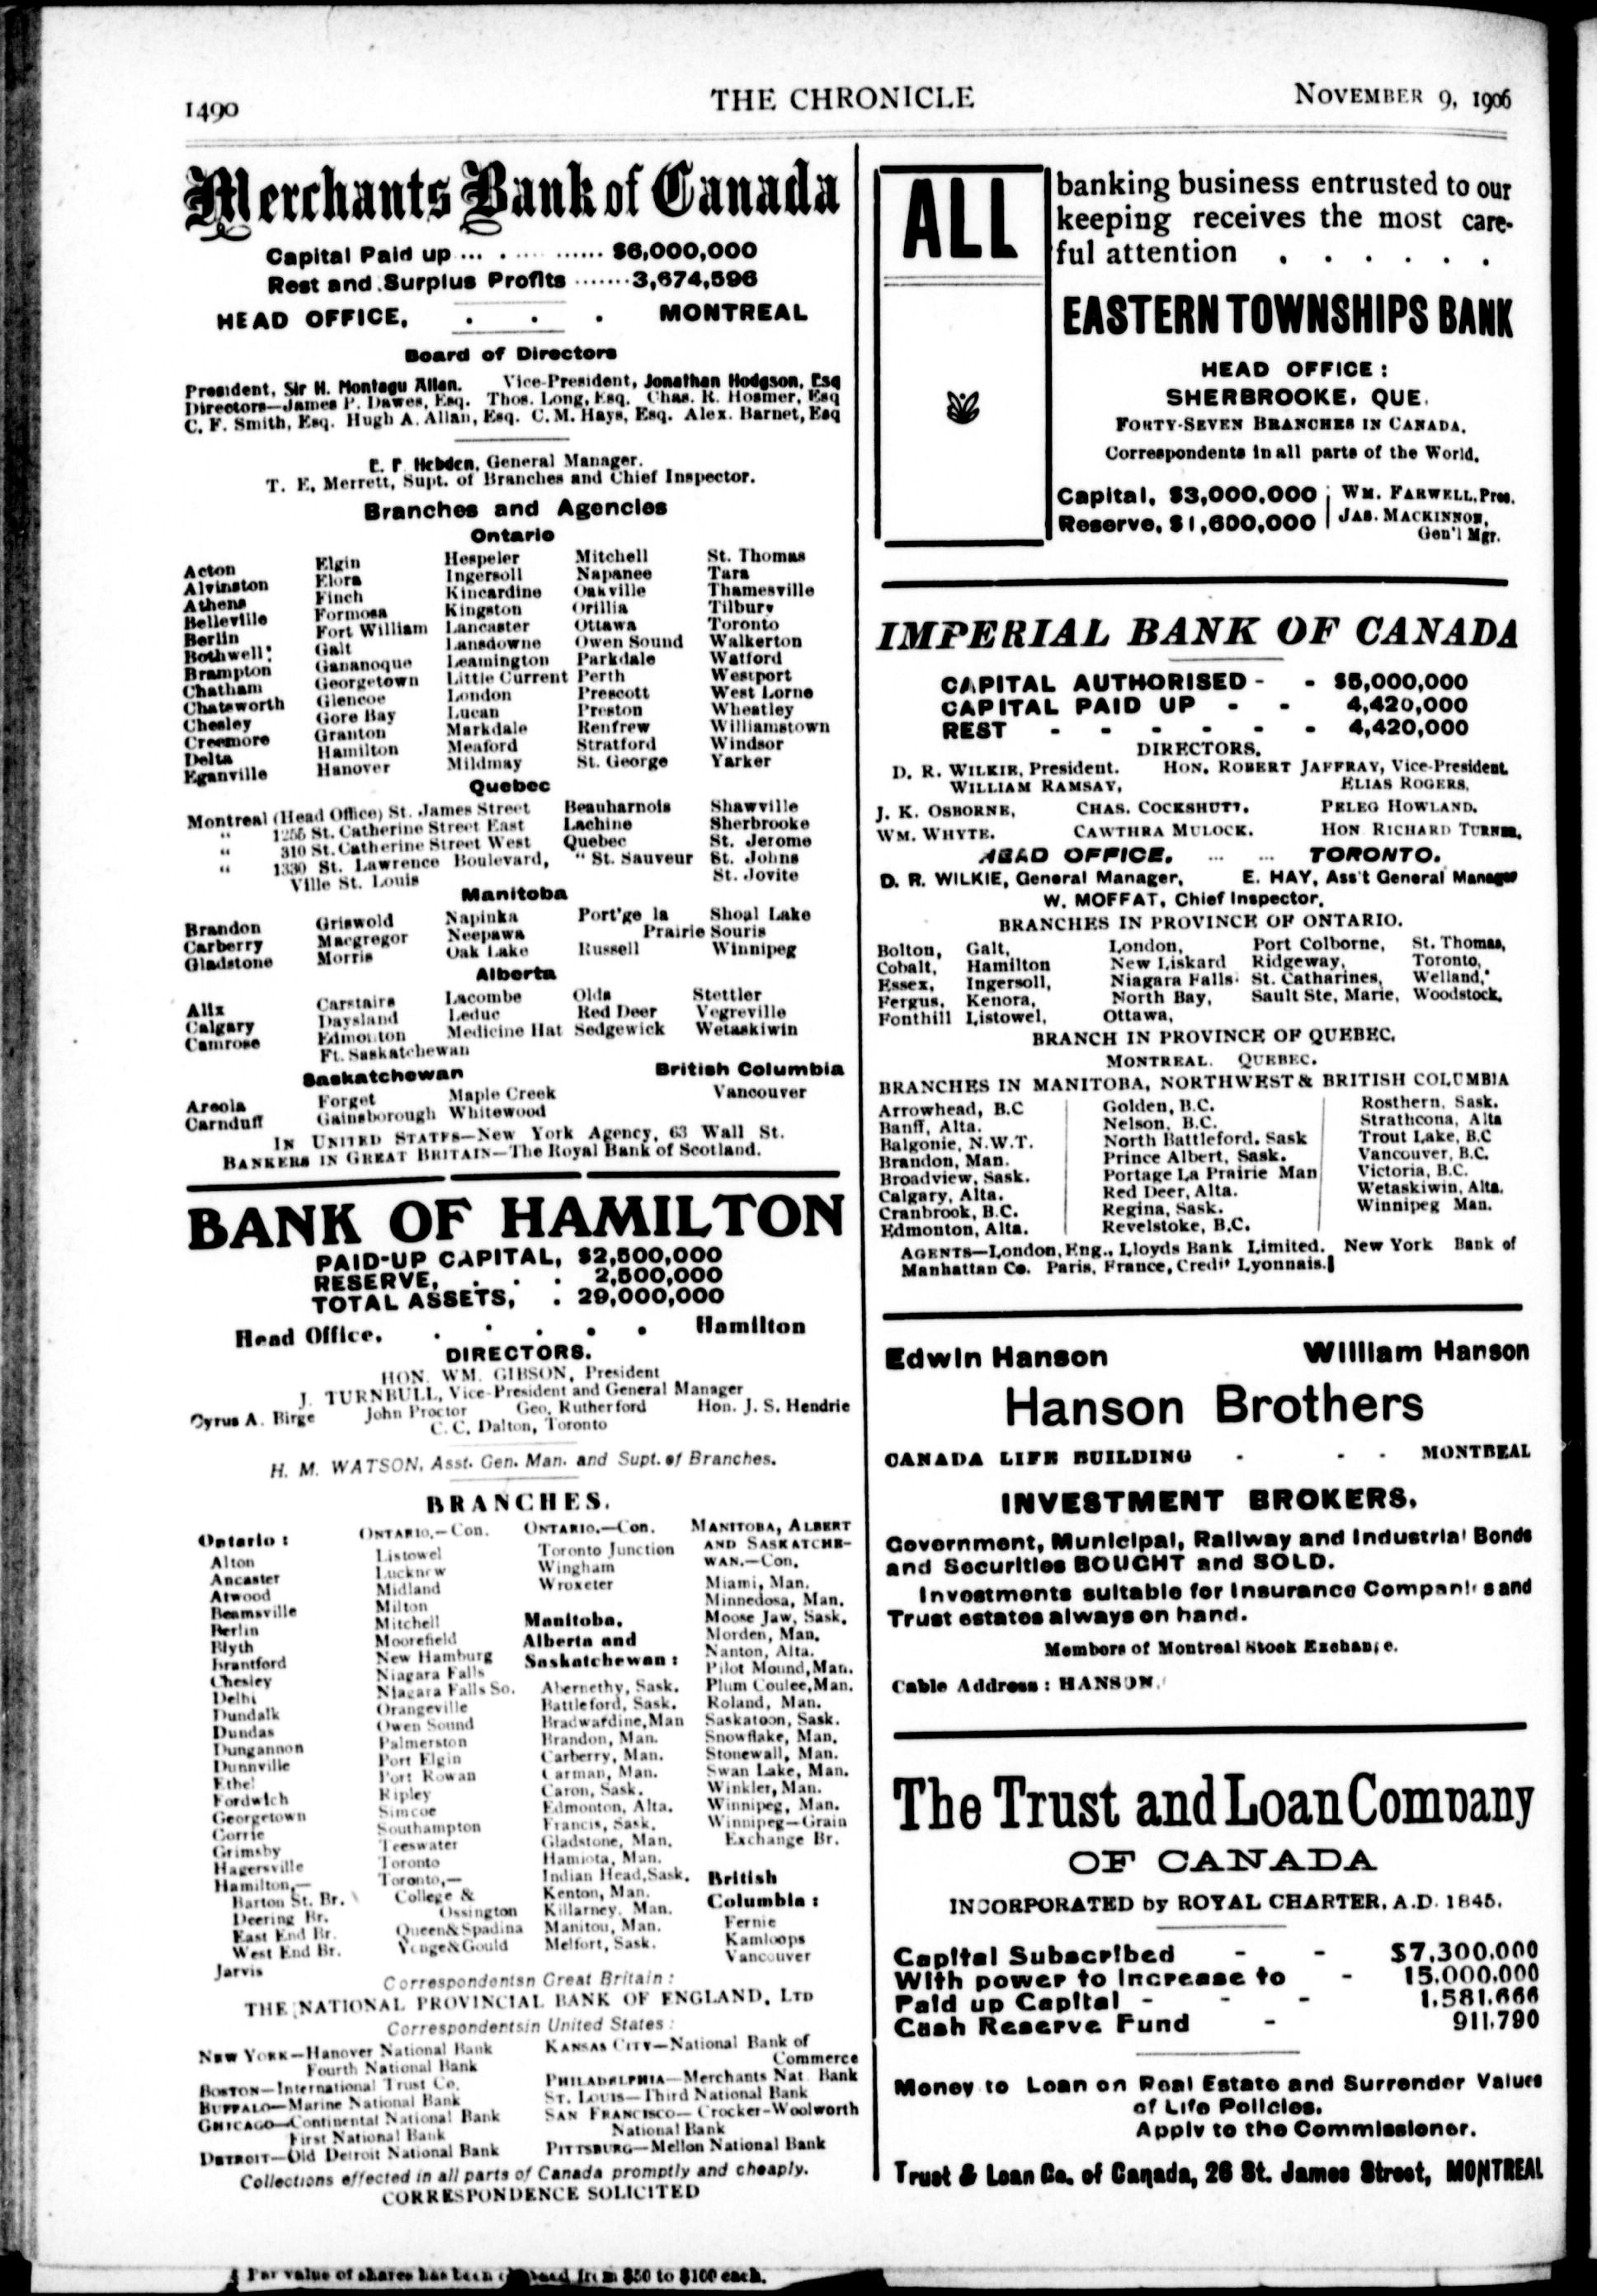 1490
THE CHRONICLE
NOVEMBER 9, 1906
Merchants Bank of Canada
Capital Paid up ... . ... ...... $6,000,000
Rest and Surplus Profits ....... 3,674,596
HEAD OFFICE, . . . MONTREAL
Board of Directors
President, Sir H. Montagu Allan. Vice-President, Jonathan Hodgson, Esq
Directors—James P. Dawes, Esq. Thos. Long, Esq. Chas. R. Hosmer, Esq
C. F. Smith, Esq. Hugh A. Allan, Esq. C. M. Hays, Esq. Alex. Barnet, Esq
E. F. Hebden, General Manager.
T. E. Merrett, Supt. of Branches and Chief Inspector.
Branches and Agencies
Ontario
Acton Elgin Hespeler Mitchell St. Thomas
Alvinston Elora Ingersoll Napanee Tara
Athens Finch Kincardine Oakville Thamesville
Belleville Formosa Kingston Orillia Tilbury
Berlin Fort William Lancaster Ottawa Toronto
Bothwell Galt Lansdowne Owen Sound Walkerton
Brampton Gananoque Leamington Parkdale Watford
Chatham Georgetown Little Current Perth Westport
Chatsworth Glencoe London Prescott West Lorne
Chesley Gore Bay Lucan Preston Wheatley
Creemore Granton Markdale Renfrew Williamstown
Delta Hamilton Meaford Stratford Windsor
Eganville Hanover Mildmay St. George Yarker
Quebec
Montreal (Head Office) St. James Street Beauharnois Shawville
" 1255 St. Catherine Street East Lachine Sherbrooke
" 310 St. Catherine Street West Quebec St. Jerome
" 1330 St. Lawrence Boulevard, " St. Sauveur St. Johns
Ville St. Louis St. Jovite
Manitoba
Brandon Griswold Napinka Port'ge la Shoal Lake
Carberry Macgregor Neepawa Prairie Souris
Gladstone Morris Oak Lake Russell Winnipeg
Alberta
Alix Carstairs Lacombe Olds Stettler
Calgary Daysland Leduc Red Deer Vegreville
Camrose Edmonton Medicine Hat Sedgewick Wetaskiwin
Ft. Saskatchewan
Saskatchewan British Columbia
Arcola Forget Maple Creek Vancouver
Carnduff Gainsborough Whitewood
IN UNITED STATES—New York Agency, 63 Wall St.
BANKERS IN GREAT BRITAIN—The Royal Bank of Scotland.
BANK OF HAMILTON
PAID-UP CAPITAL, $2,500,000
RESERVE, . . . 2,500,000
TOTAL ASSETS, . 29,000,000
Head Office, . . . . . Hamilton
DIRECTORS.
HON. WM. GIBSON, President
J. TURNBULL, Vice-President and General Manager
Cyrus A. Birge John Proctor Geo. Rutherford Hon. J. S. Hendrie
C. C. Dalton, Toronto
H. M. WATSON, Asst. Gen. Man. and Supt. of Branches.
BRANCHES.
Ontario :
Alton
Ancaster
Atwood
Beamsville
Berlin
Blyth
Brantford
Chesley
Delhi
Dundalk
Dundas
Dungannon
Dunnville
Ethel
Fordwich
Georgetown
Gorrie
Grimsby
Hagersville
Hamilton,—
Barton St. Br.
Deering Br.
East End Br.
West End Br.
Jarvis
ONTARIO,—Con.
Listowel
Lucknow
Midland
Milton
Mitchell
Moorefield
New Hamburg
Niagara Falls
Niagara Falls So.
Orangeville
Owen Sound
Palmerston
Port Elgin
Port Rowan
Ripley
Simcoe
Southampton
Teeswater
Toronto
Toronto,—
College &
Ossington
Queen&Spadina
Yonge&Gould
ONTARIO.—Con.
Toronto Junction
Wingham
Wroxeter
Manitoba,
Alberta and
Saskatchewan :
Abernethy, Sask.
Battleford, Sask.
Bradwardine,Man
Brandon, Man.
Carberry, Man.
Carman, Man.
Caron, Sask.
Edmonton, Alta.
Francis, Sask.
Gladstone, Man.
Hamiota, Man.
Indian Head,Sask.
Kenton, Man.
Killarney, Man.
Manitou, Man.
Melfort, Sask.
MANITOBA, ALBERT
AND SASKATCHE-
WAN.—Con.
Miami, Man.
Minnedosa, Man.
Moose Jaw, Sask.
Morden, Man.
Nanton, Alta.
Pilot Mound,Man.
Plum Coulee,Man.
Roland, Man.
Saskatoon, Sask.
Snowflake, Man.
Stonewall, Man.
Swan Lake, Man.
Winkler, Man.
Winnipeg, Man.
Winnipeg—Grain
Exchange Br.
British
Columbia :
Fernie
Kamloops
Vancouver
Correspondentsn Great Britain :
THE NATIONAL PROVINCIAL BANK OF ENGLAND, LTD
Correspondentsin United States :
NEW YORK—Hanover National Bank
Fourth National Bank
BOSTON—International Trust Co.
BUFFALO—Marine National Bank
CHICAGO—Continental National Bank
First National Bank
DETROIT—Old Detroit National Bank
KANSAS CITY—National Bank of
Commerce
PHILADELPHIA—Merchants Nat. Bank
ST. LOUIS—Third National Bank
SAN FRANCISCO—Crocker-Woolworth
National Bank
PITTSBURG—Mellon National Bank
Collections effected in all parts of Canada promptly and cheaply.
CORRESPONDENCE SOLICITED
ALL
banking business entrusted to our
keeping receives the most care-
ful attention . . . . . .
EASTERN TOWNSHIPS BANK
HEAD OFFICE :
SHERBROOKE, QUE.
FORTY-SEVEN BRANCHES IN CANADA.
Correspondents in all parts of the World.
Capital, $3,000,000 WM. FARWELL, Pres.
Reserve, $1,600,000 JAS. MACKINNON,
Gen'l Mgr.
IMPERIAL BANK OF CANADA
CAPITAL AUTHORISED - - $5,000,000
CAPITAL PAID UP - - 4,420,000
REST - - - - - 4,420,000
DIRECTORS.
D. R. WILKIE, President. HON. ROBERT JAFFRAY, Vice-President.
WILLIAM RAMSAY, ELIAS ROGERS,
J. K. OSBORNE, CHAS. COCKSHUTT, PELEG HOWLAND.
WM. WHYTE. CAWTHRA MULOCK. HON RICHARD TURNER.
HEAD OFFICE. ... ... TORONTO.
D. R. WILKIE, General Manager, E. HAY, Ass't General Manager
W. MOFFAT, Chief Inspector.
BRANCHES IN PROVINCE OF ONTARIO.
Bolton, Galt, London, Port Colborne, St. Thomas,
Cobalt, Hamilton New Liskard Ridgeway, Toronto,
Essex, Ingersoll, Niagara Falls. St. Catharines, Welland,
Fergus, Kenora, North Bay, Sault Ste, Marie, Woodstock,
Fonthill Listowel, Ottawa,
BRANCH IN PROVINCE OF QUEBEC.
MONTREAL. QUEBEC.
BRANCHES IN MANITOBA, NORTHWEST & BRITISH COLUMBIA
Arrowhead, B.C Golden, B.C. Rosthern, Sask.
Banff, Alta. Nelson, B.C. Strathcona, Alta
Balgonie, N.W.T. North Battleford, Sask Trout Lake, B.C
Brandon, Man. Prince Albert, Sask. Vancouver, B.C.
Broadview, Sask. Portage La Prairie Man Victoria, B.C.
Calgary, Alta. Red Deer, Alta. Wetaskiwin, Alta.
Cranbrook, B.C. Regina, Sask. Winnipeg Man.
Edmonton, Alta. Revelstoke, B.C.
AGENTS—London, Eng., Lloyds Bank Limited. New York Bank of
Manhattan Co. Paris, France, Credit Lyonnais.
Edwin Hanson William Hanson
Hanson Brothers
CANADA LIFE BUILDING - - - MONTREAL
INVESTMENT BROKERS,
Government, Municipal, Railway and Industrial Bonds
and Securities BOUGHT and SOLD.
Investments suitable for Insurance Companies and
Trust estates always on hand.
Members of Montreal Stock Exchange.
Cable Address : HANSON.
The Trust and Loan Company
OF CANADA
INCORPORATED by ROYAL CHARTER, A.D. 1845.
Capital Subscribed - - $7,300,000
With power to increase to - 15,000,000
Paid up Capital - - - 1,581,666
Cash Reserve Fund - 911,790
Money to Loan on Real Estate and Surrender Values
of Life Policies.
Apply to the Commissioner.
Trust & Loan Co. of Canada, 26 St. James Street, MONTREAL
Par value of shares has been from $50 to $100 each.